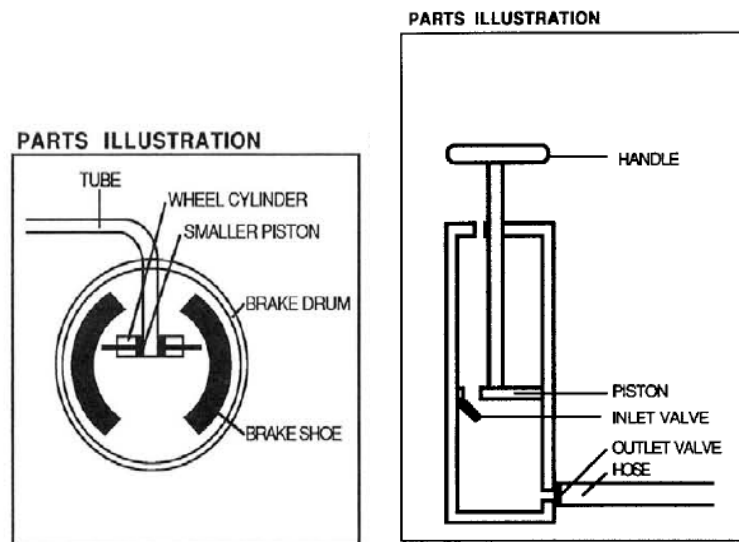 PARTS ILLUSTRATION
TUBE
WHEEL CYLINDER
SMALLER PISTON
BRAKE DRUM
BRAKE SHOE
PARTS ILLUSTRATION
HANDLE
PISTON
INLET VALVE
OUTLET VALVE
HOSE